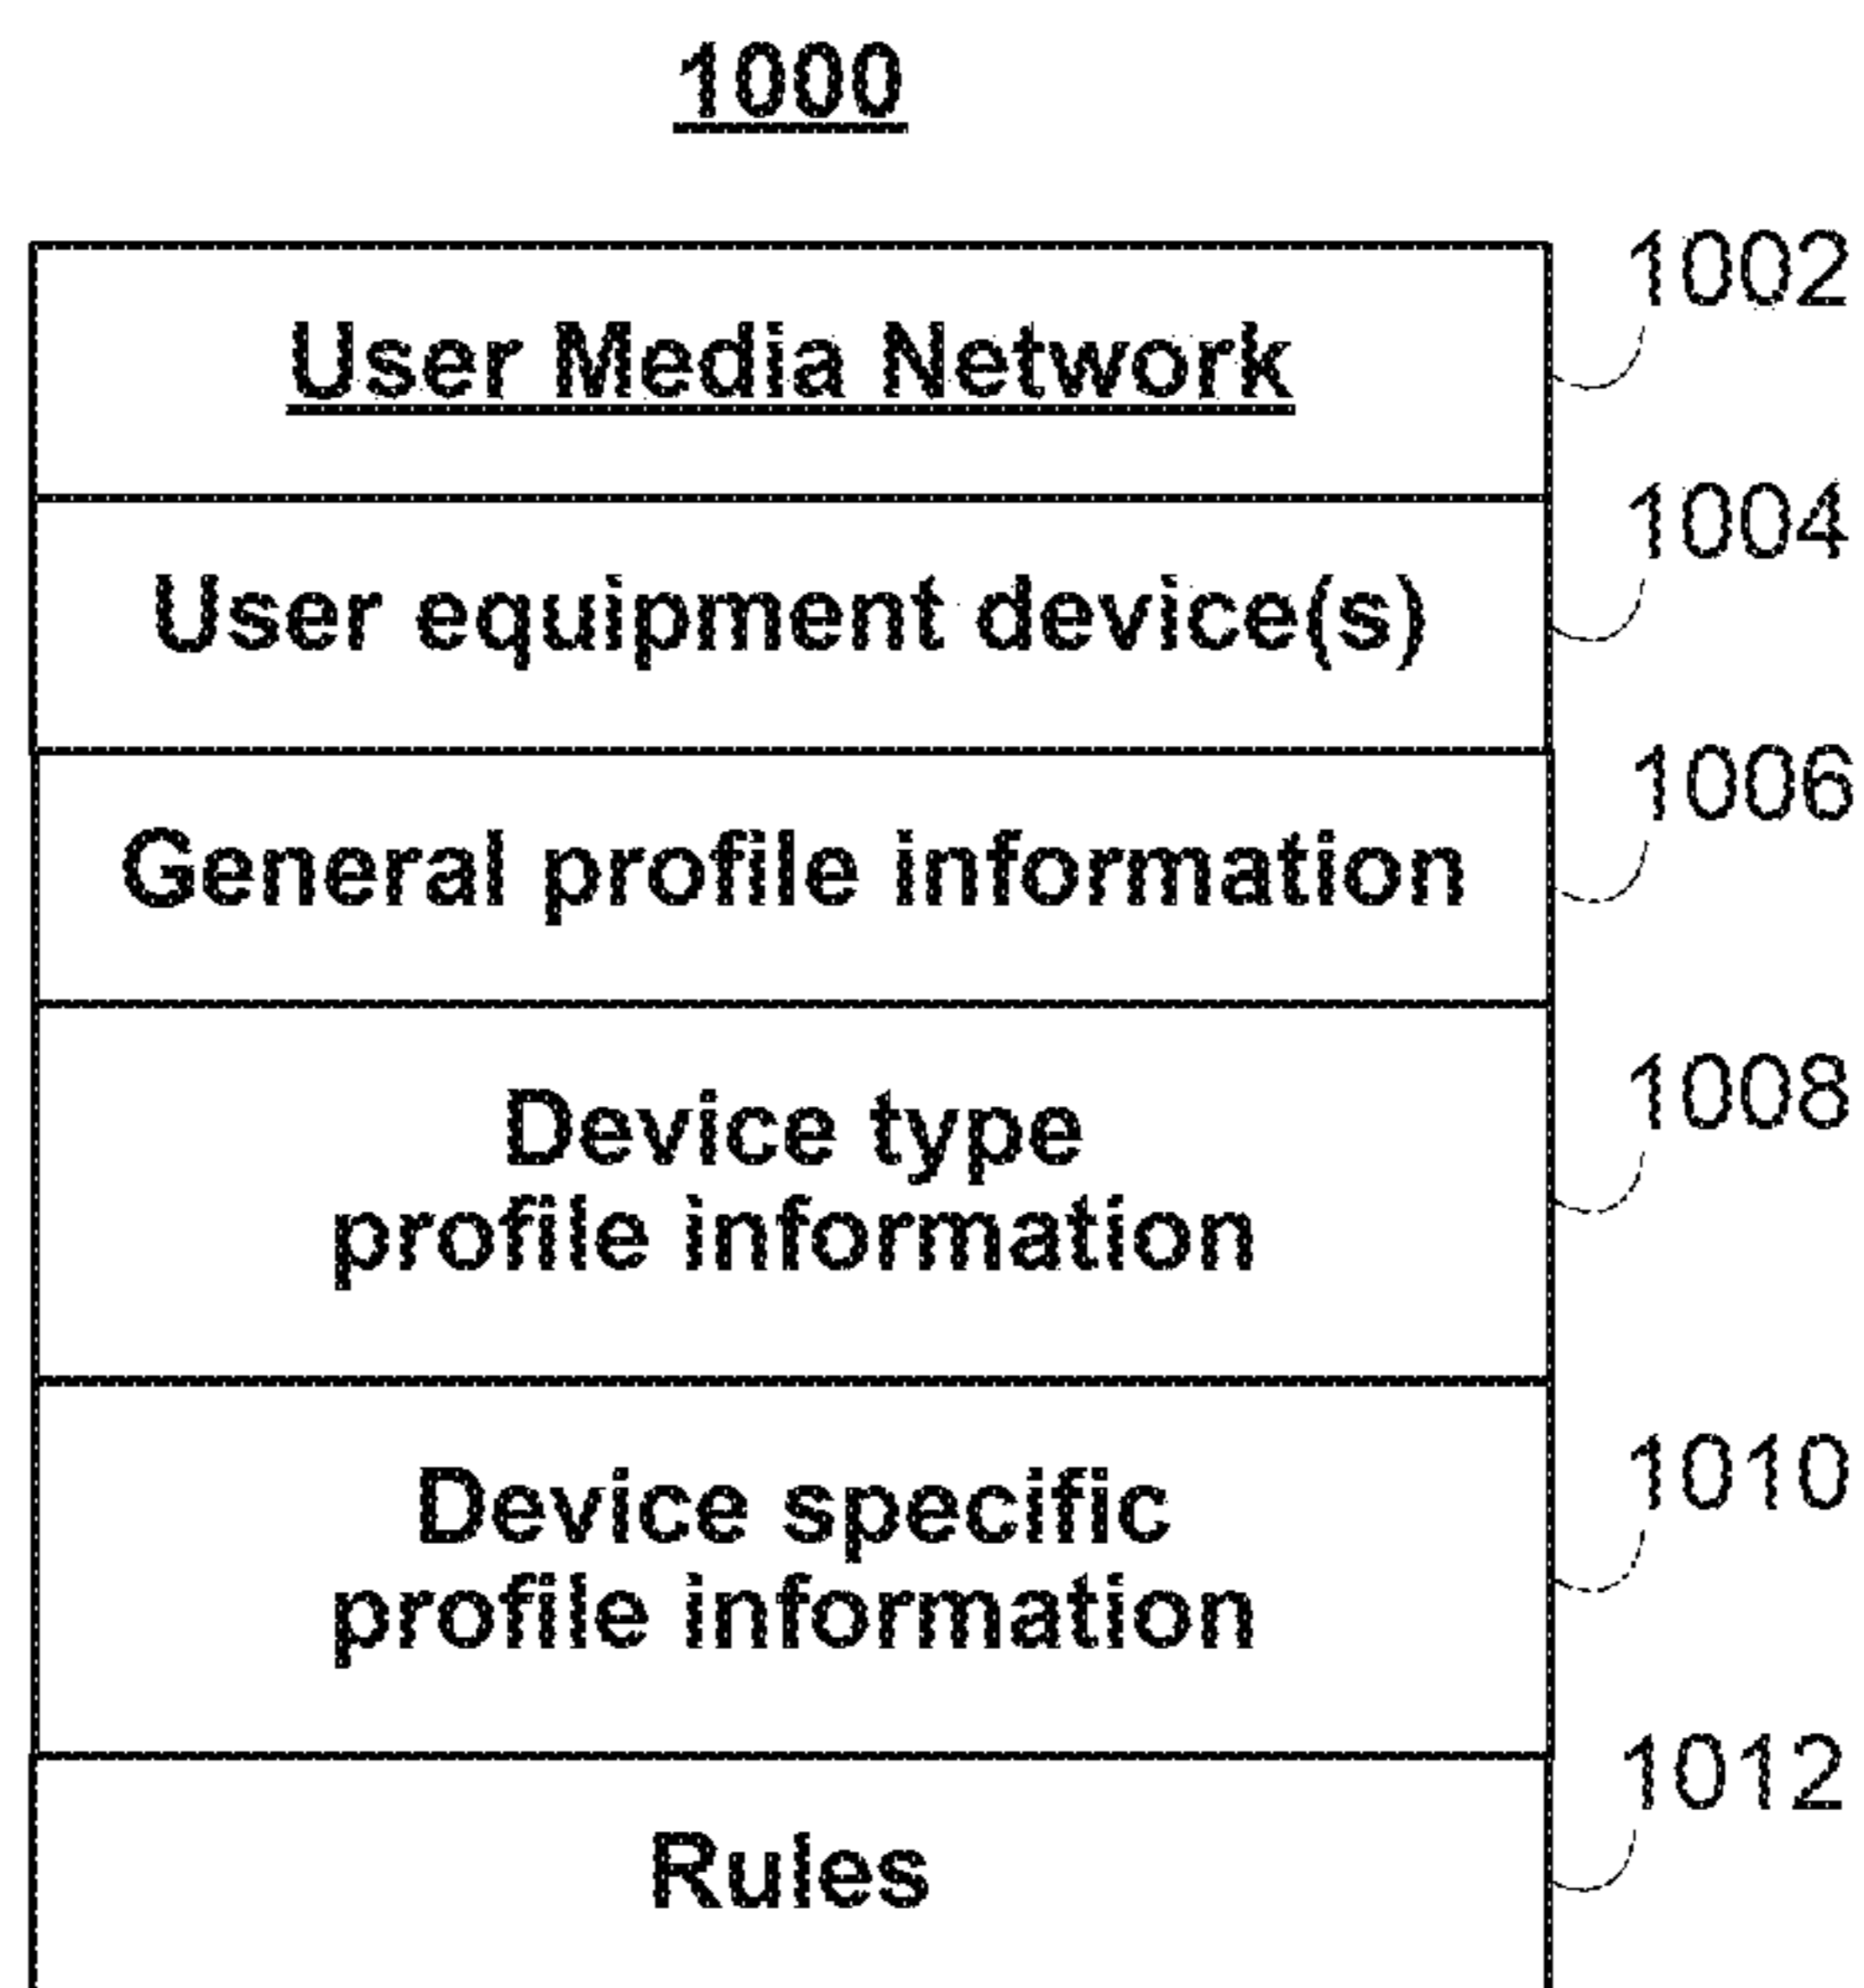 1000
User Media Network
1002
User equipment device(s)
1004
General profile information
1006
Device type
profile information
1008
Device specific
profile information
1010
Rules
1012